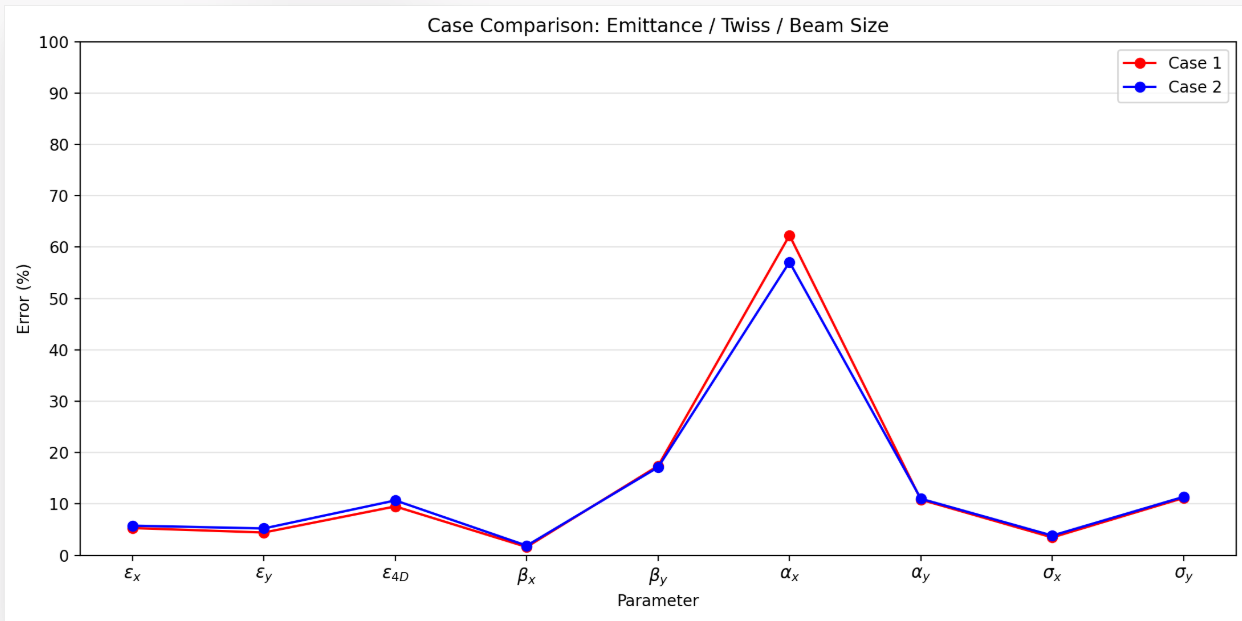 Case Comparison: Emittance / Twiss / Beam Size
Case 1
Case 2
Error (%)
100
90
80
70
60
50
40
30
20
10
0
εx εy ε4D βx βy αx αy σx σy
Parameter